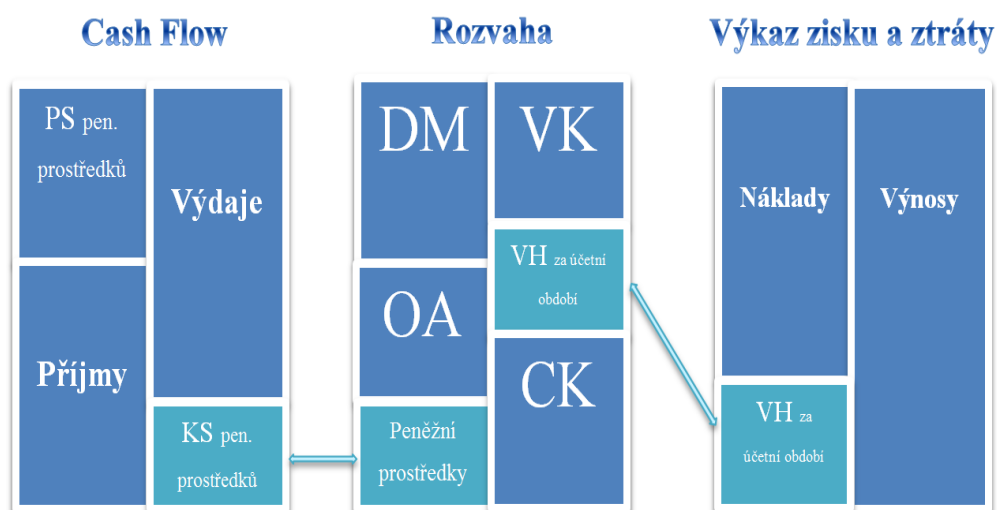 Cash Flow
PS pen.
prostředků
Příjmy
Výdaje
KS pen.
prostředků
Rozvaha
DM
OA
Peněžní
prostředky
VK
VH za účetní
období
CK
Výkaz zisku a ztráty
Náklady
VH za
účetní období
Výnosy